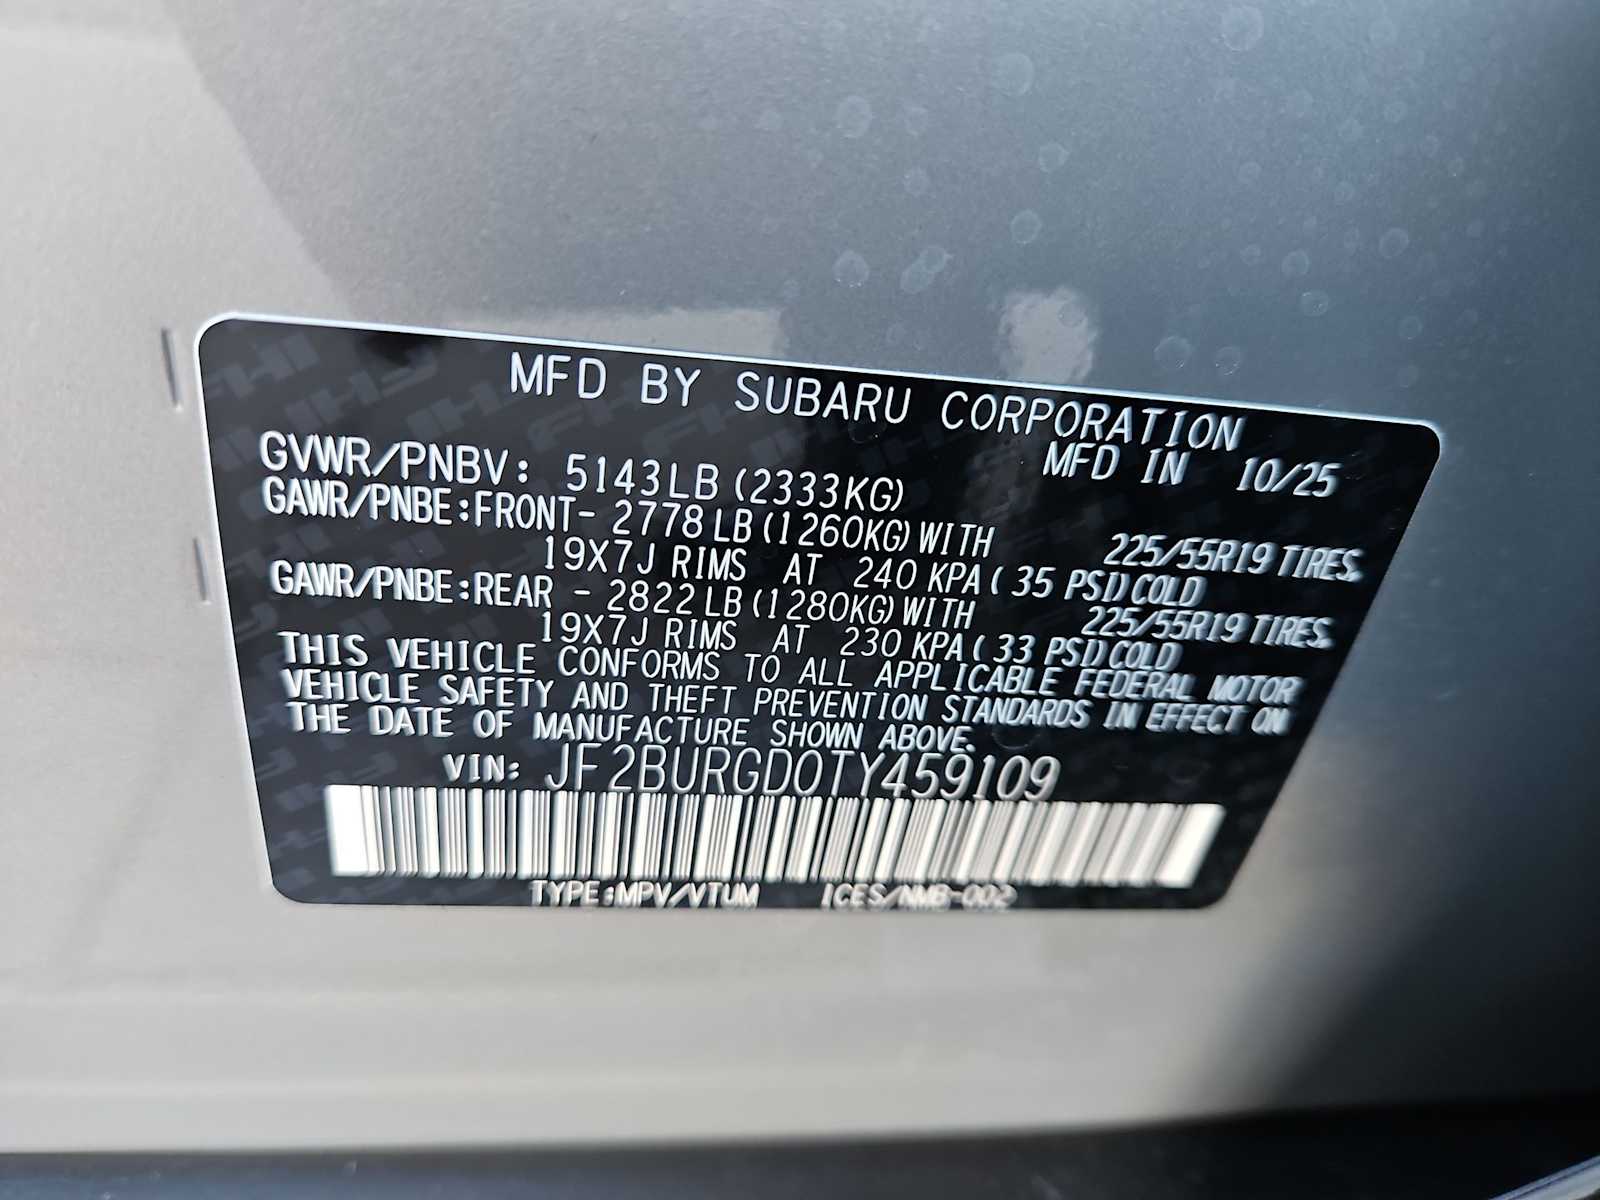 MFD BY SUBARU CORPORATION
MFD IN 10/25
GVWR/PNBV: 5143LB (2333KG)
GAWR/PNBE:FRONT- 2778 LB (1260KG) WITH 225/55R19 TIRES,
19X7J RIMS AT 240 KPA ( 35 PSI) COLD
GAWR/PNBE:REAR - 2822 LB (1280KG) WITH 225/55R19 TIRES,
19X7J RIMS AT 230 KPA ( 33 PSI) COLD
THIS VEHICLE CONFORMS TO ALL APPLICABLE FEDERAL MOTOR
VEHICLE SAFETY AND THEFT PREVENTION STANDARDS IN EFFECT ON
THE DATE OF MANUFACTURE SHOWN ABOVE.
VIN: JF2BURGD0TY459109
TYPE:MPV/VTUM ICES/NMB-002